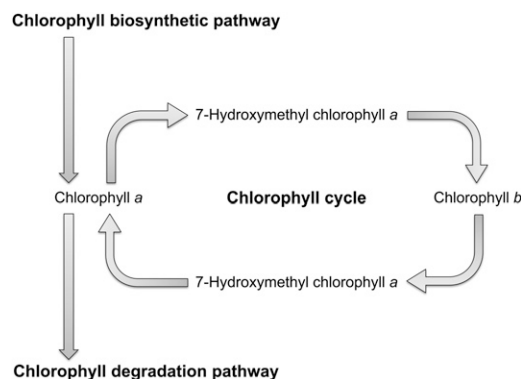 Chlorophyll biosynthetic pathway
7-Hydroxymethyl chlorophyll a
Chlorophyll a
Chlorophyll cycle
Chlorophyll b
7-Hydroxymethyl chlorophyll a
Chlorophyll degradation pathway